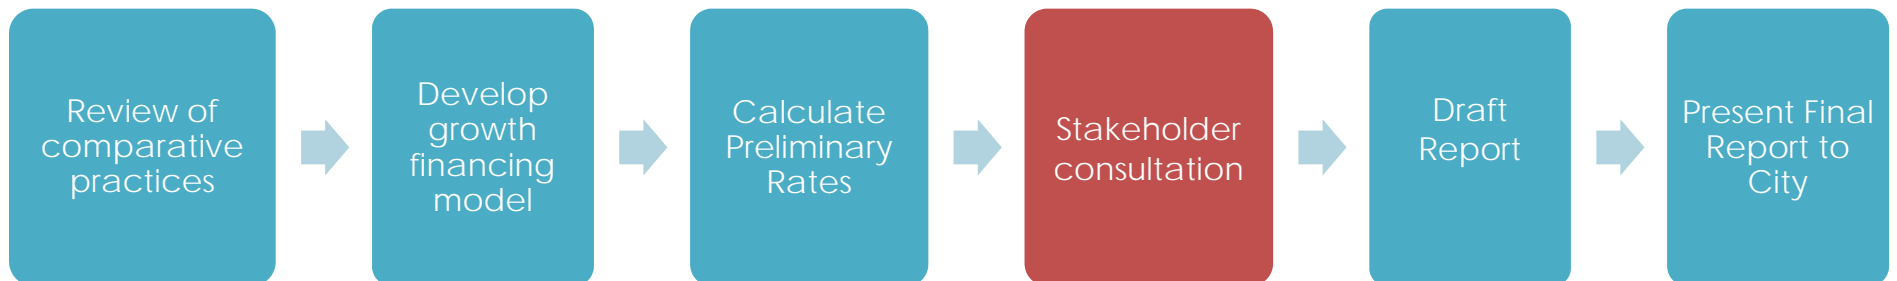 Review of
comparative
practices
Develop
growth
financing
model
Calculate
Preliminary
Rates
Stakeholder
consultation
Draft
Report
Present Final
Report to
City